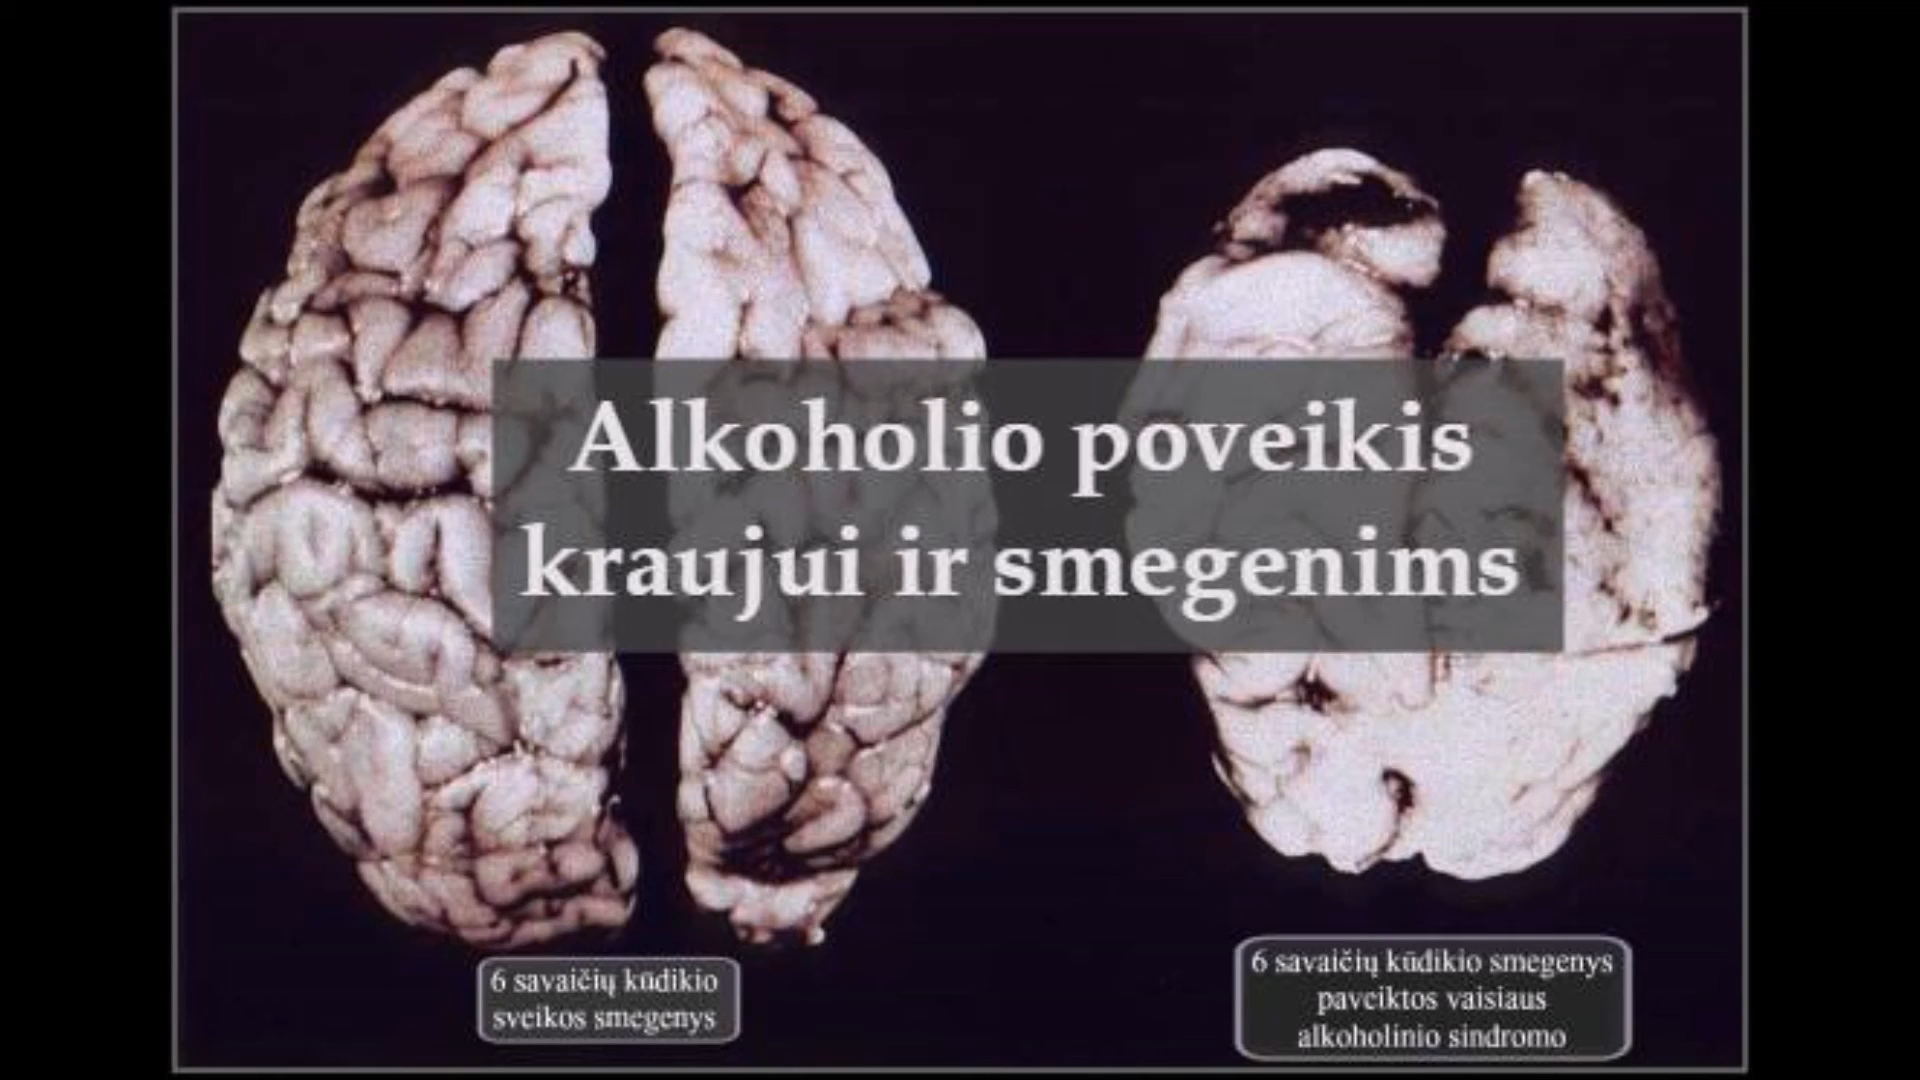 Alkoholio poveikis
kraujui ir smegenims
6 savaičių kūdikio
sveikos smegenys
6 savaičių kūdikio smegenys
paveiktos vaisiaus
alkoholinio sindromo